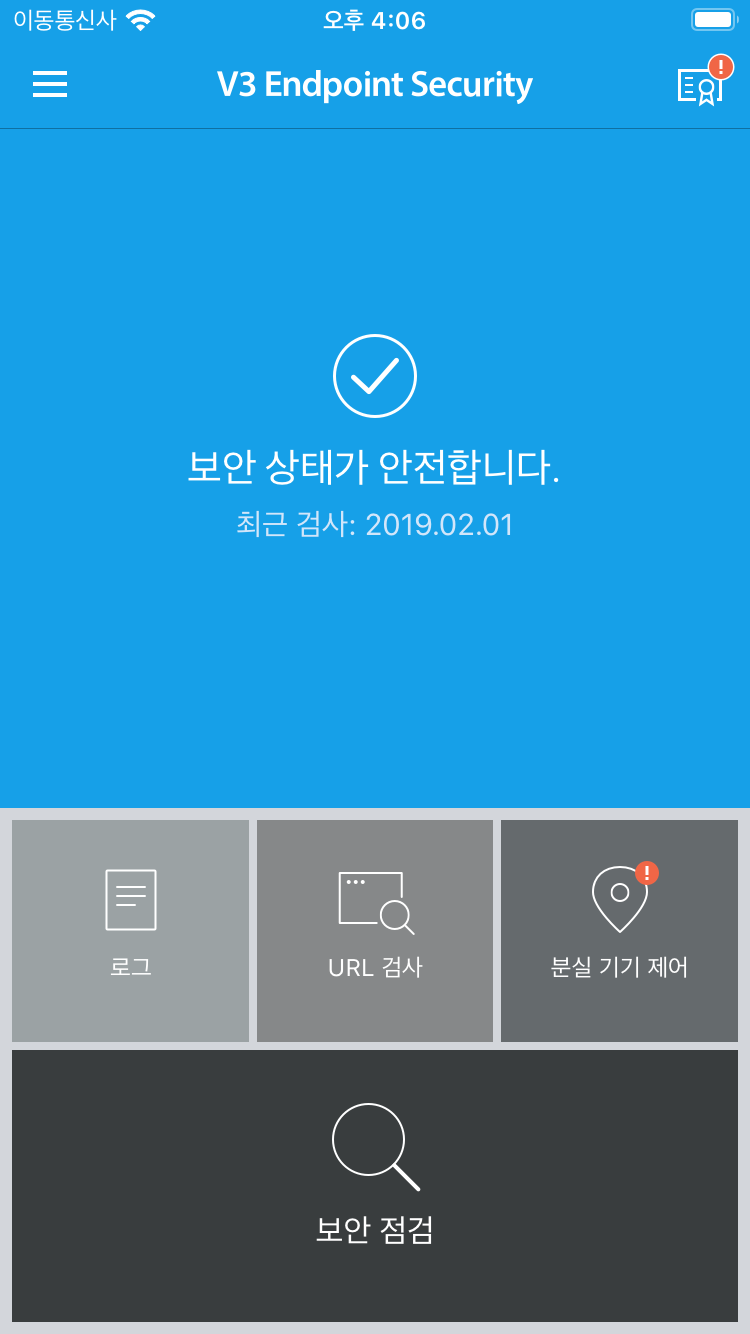 이동통신사
오후 4:06
V3 Endpoint Security
보안 상태가 안전합니다.
최근 검사: 2019.02.01
로그
URL 검사
분실 기기 제어
보안 점검